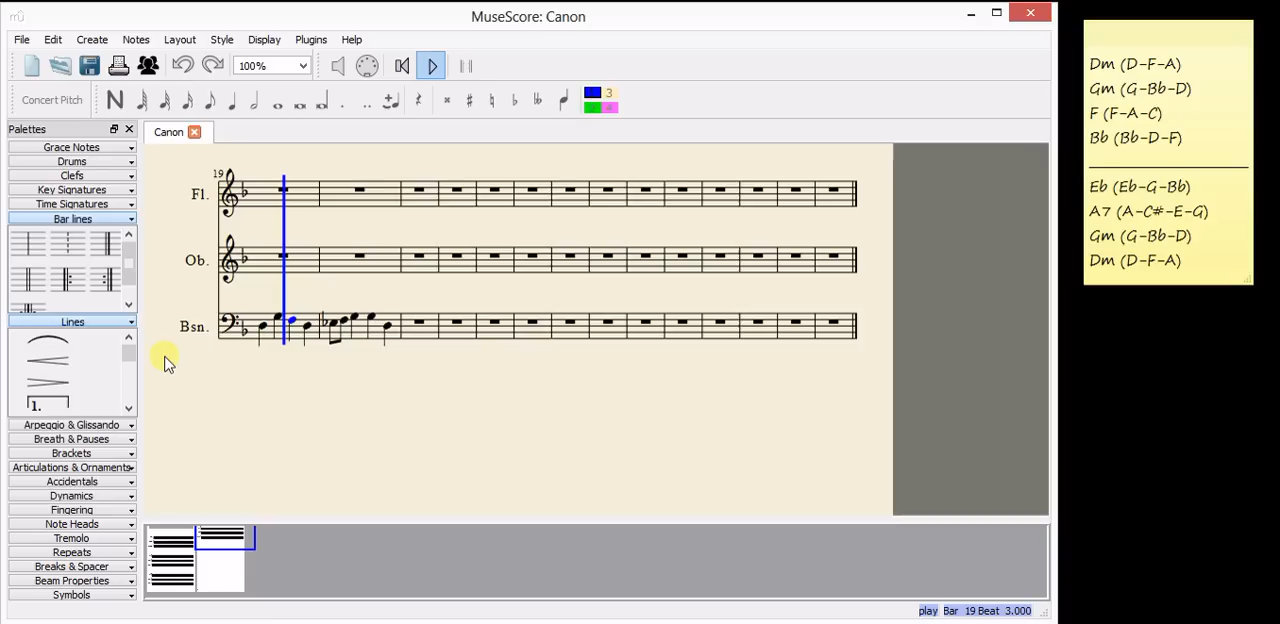 MuseScore: Canon
File Edit Create Notes Layout Style Display Plugins Help
100%
Concert Pitch N 3
Palettes
Canon
Grace Notes
Drums
Clefs
Key Signatures
Time Signatures
Bar lines
Lines
1.
Arpeggio & Glissando
Breath & Pauses
Brackets
Articulations & Ornaments
Accidentals
Dynamics
Fingering
Note Heads
Tremolo
Repeats
Breaks & Spacer
Beam Properties
Symbols
19
Fl.
Ob.
Bsn.
play Bar 19 Beat 3.000
Dm (D-F-A)
Gm (G-Bb-D)
F (F-A-C)
Bb (Bb-D-F)
Eb (Eb-G-Bb)
A7 (A-C#-E-G)
Gm (G-Bb-D)
Dm (D-F-A)